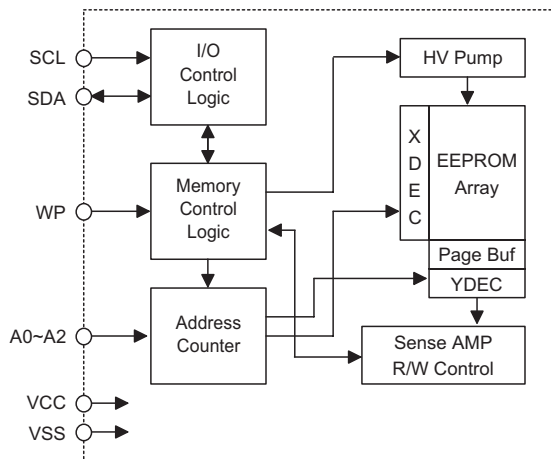 SCL
SDA
WP
A0~A2
VCC
VSS
I/O
Control
Logic
Memory
Control
Logic
Address
Counter
HV Pump
X
D
E
C
EEPROM
Array
Page Buf
YDEC
Sense AMP
R/W Control